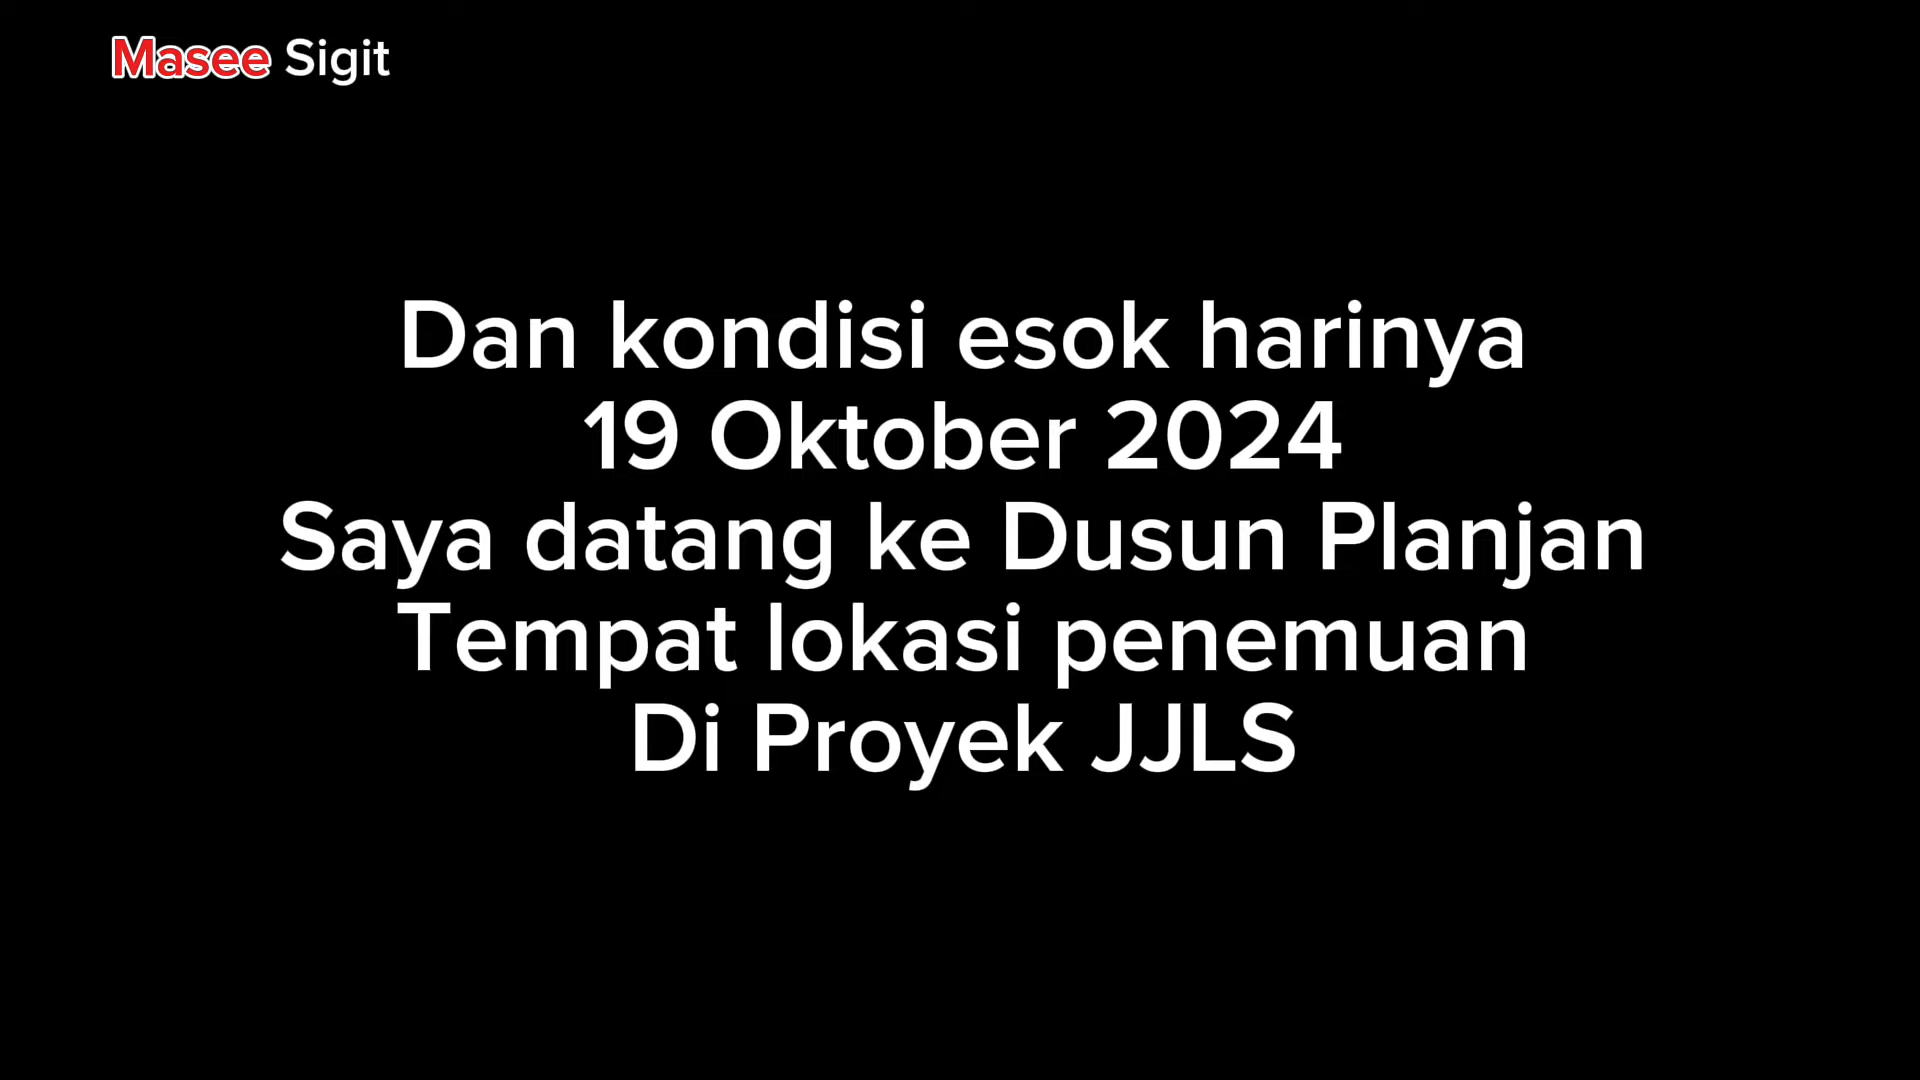 Masee Sigit
Dan kondisi esok harinya
19 Oktober 2024
Saya datang ke Dusun Planjan
Tempat lokasi penemuan
Di Proyek JJLS